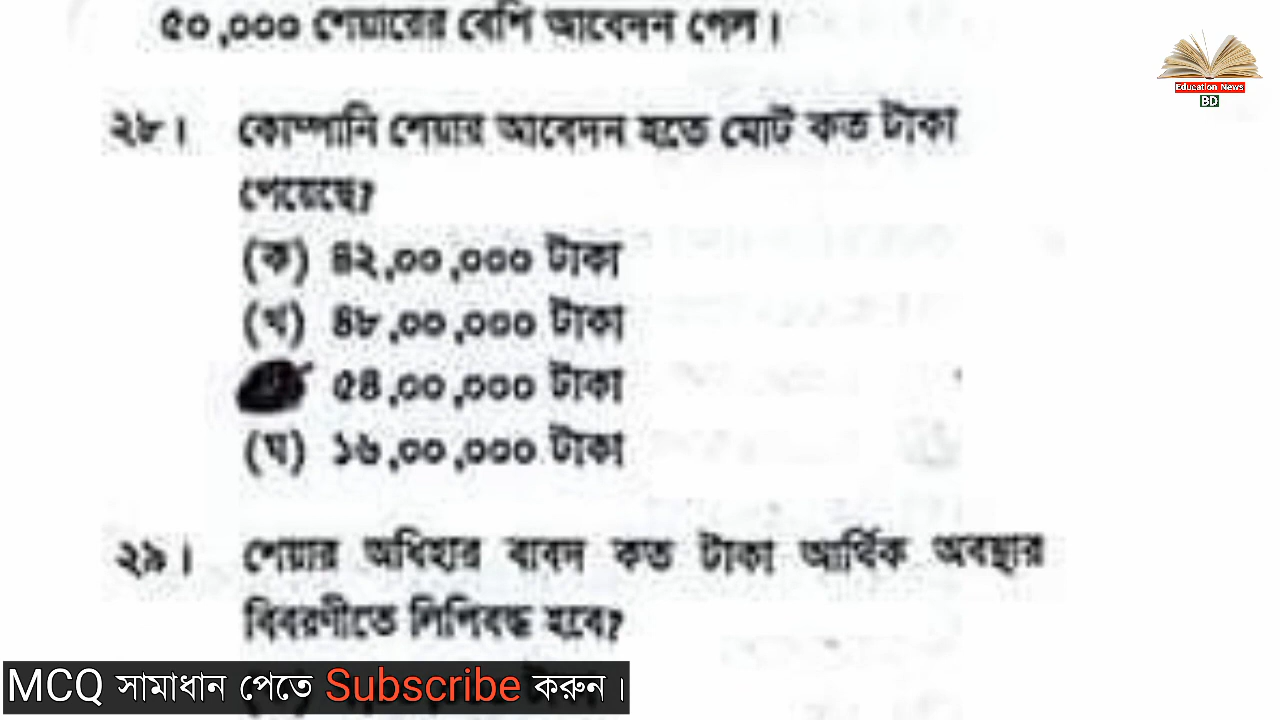 ৫০,০০০ শেয়ারের বেশি আবেদন পেল।
Education News
BD
২৮। কোম্পানি শেয়ার আবেদন হতে মোট কত টাকা
পেয়েছে?
(ক) ৪২,০০,০০০ টাকা
(খ) ৪৮,০০,০০০ টাকা
৫৪,০০,০০০ টাকা
(ঘ) ১৬,০০,০০০ টাকা
২৯। শেয়ার অধিহার বাবদ কত টাকা আর্থিক অবস্থার
বিবরণীতে লিপিবদ্ধ হবে?
MCQ সামাধান পেতে Subscribe করুন।